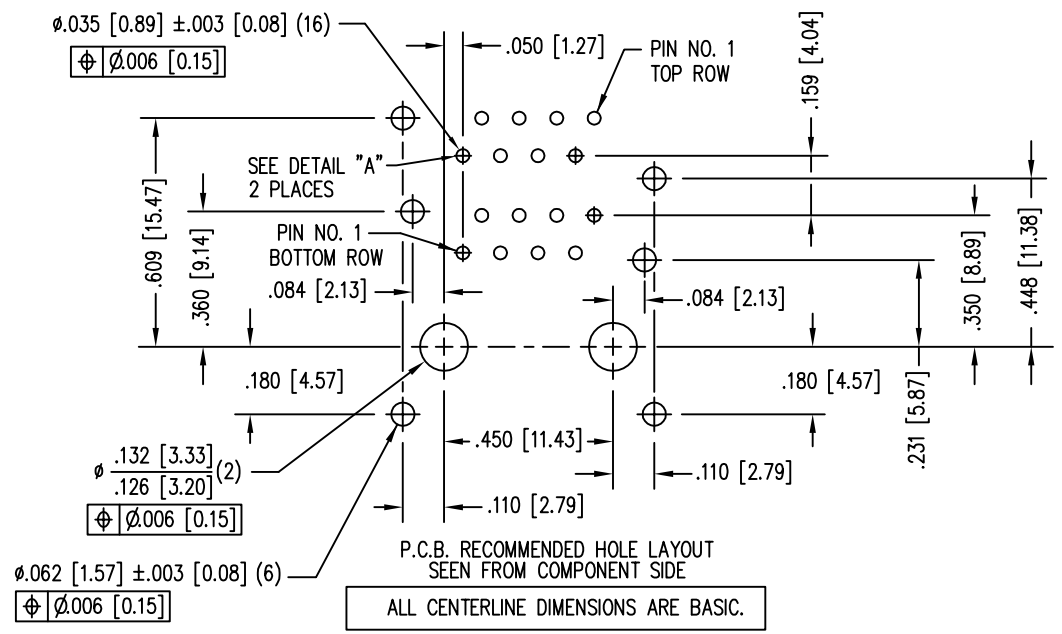 ø.035 [0.89] ±.003 [0.08] (16)
⌖ Ø.006 [0.15]
.050 [1.27]
PIN NO. 1
TOP ROW
.159 [4.04]
SEE DETAIL "A"
2 PLACES
PIN NO. 1
BOTTOM ROW
.609 [15.47]
.360 [9.14]
.084 [2.13]
.084 [2.13]
.350 [8.89]
.448 [11.38]
.180 [4.57]
.180 [4.57]
.231 [5.87]
.450 [11.43]
ø .132 [3.33]
.126 [3.20] (2)
⌖ Ø.006 [0.15]
.110 [2.79]
.110 [2.79]
ø.062 [1.57] ±.003 [0.08] (6)
⌖ Ø.006 [0.15]
P.C.B. RECOMMENDED HOLE LAYOUT
SEEN FROM COMPONENT SIDE
ALL CENTERLINE DIMENSIONS ARE BASIC.